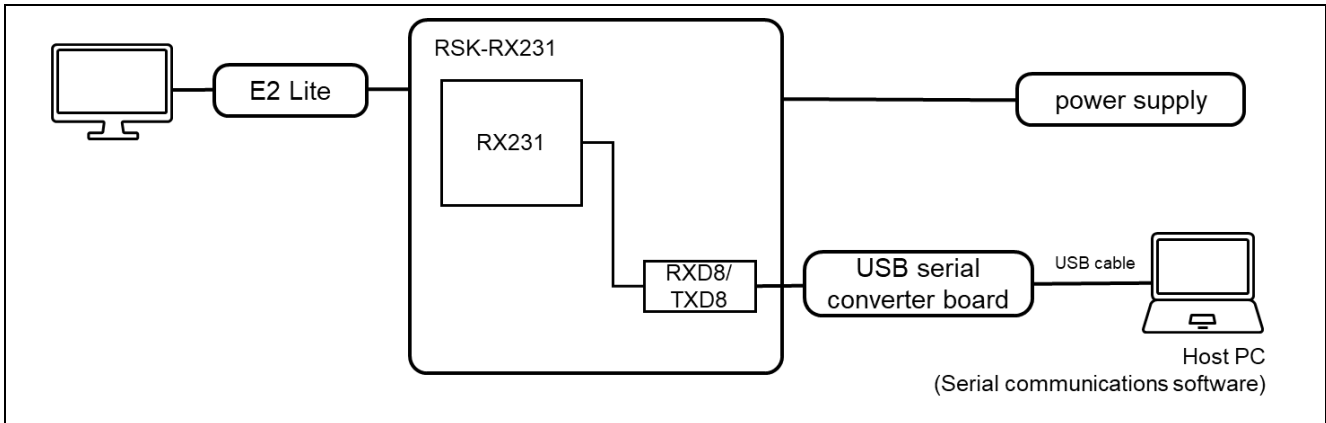 RSK-RX231
E2 Lite
RX231
power supply
RXD8/
TXD8
USB serial
converter board
USB cable
Host PC
(Serial communications software)